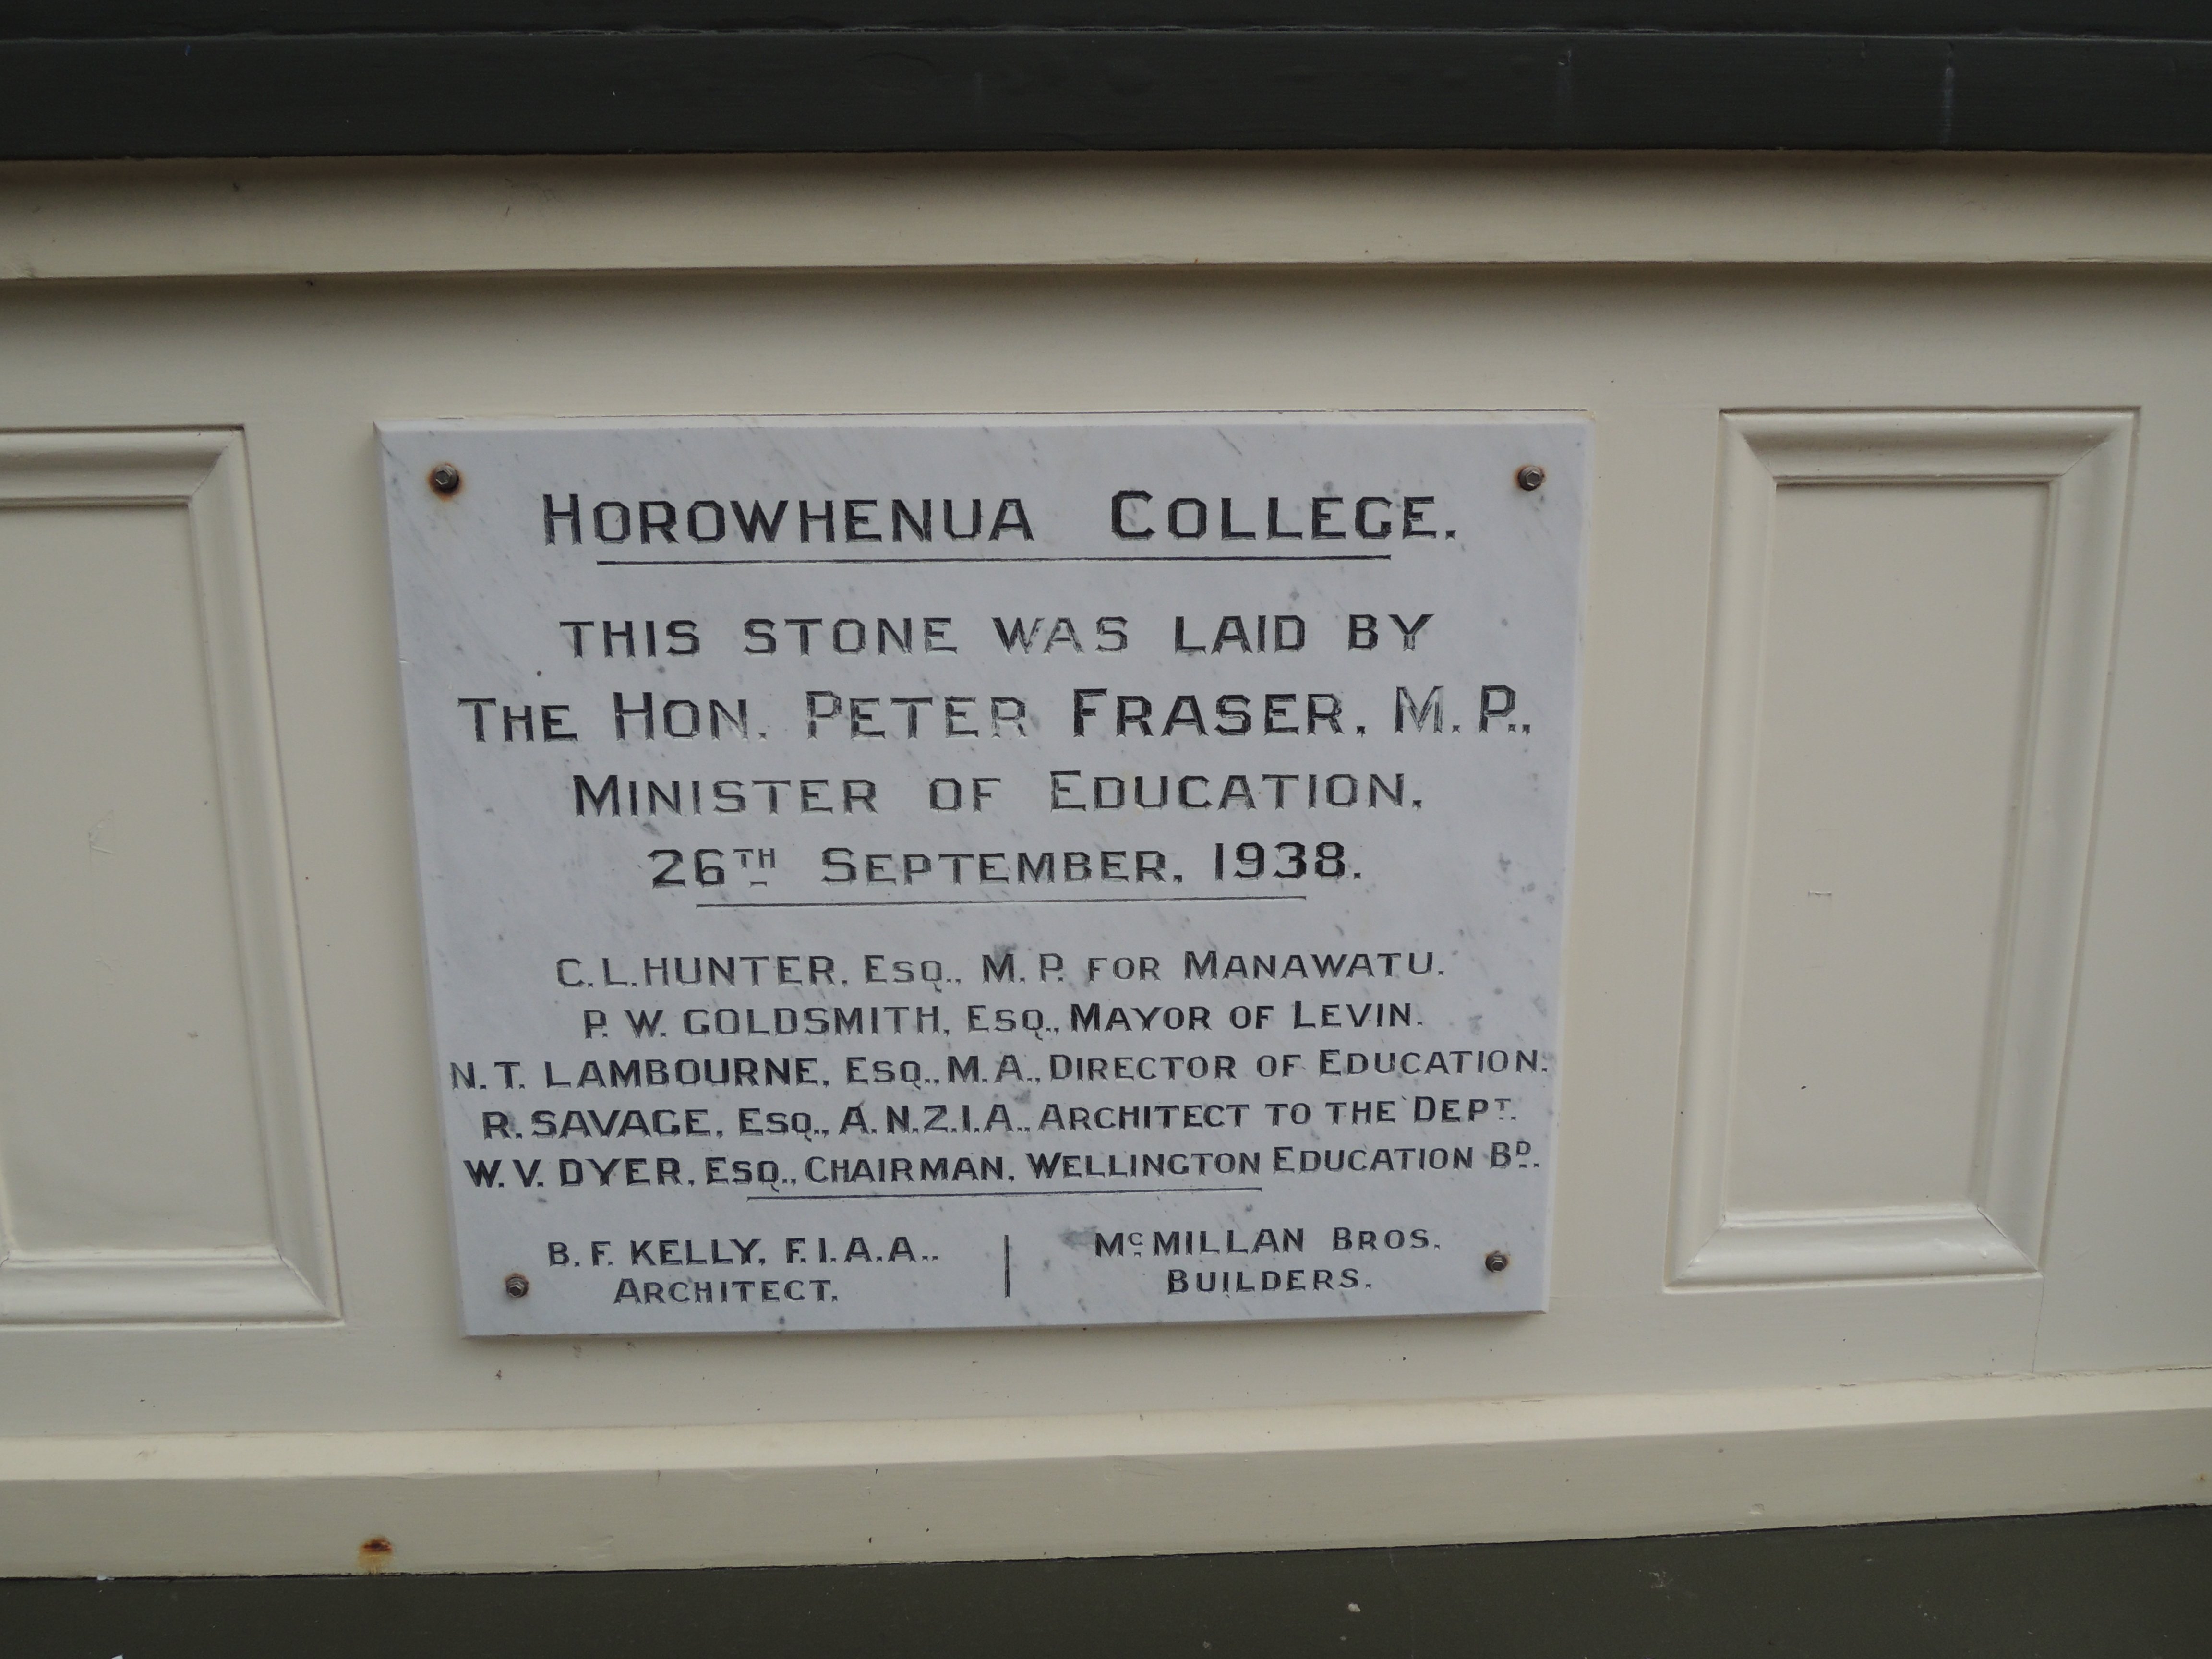 HOROWHENUA COLLEGE.
THIS STONE WAS LAID BY
THE HON. PETER FRASER, M.P.,
MINISTER OF EDUCATION.
26TH SEPTEMBER, 1938.
C.L.HUNTER, ESQ., M.P. FOR MANAWATU.
P. W. GOLDSMITH, ESQ., MAYOR OF LEVIN.
N.T. LAMBOURNE, ESQ., M.A., DIRECTOR OF EDUCATION.
R. SAVAGE, ESQ., A.N.Z.I.A., ARCHITECT TO THE DEPT.
W.V. DYER, ESQ., CHAIRMAN, WELLINGTON EDUCATION BD.
B.F. KELLY, F.I.A.A.,
ARCHITECT.
McMILLAN BROS.
BUILDERS.